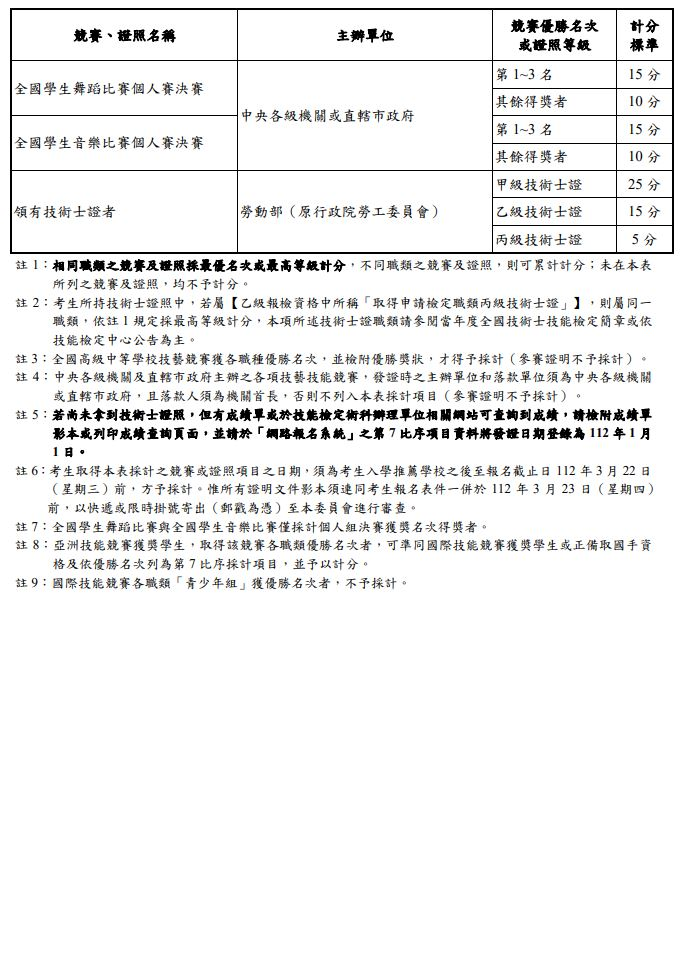 競賽、證照名稱 主辦單位 競賽優勝名次或證照等級 計分標準
全國學生舞蹈比賽個人賽決賽 中央各級機關或直轄市政府 第 1~3 名 15 分
其餘得獎者 10 分
全國學生音樂比賽個人賽決賽 第 1~3 名 15 分
其餘得獎者 10 分
領有技術士證者 勞動部（原行政院勞工委員會） 甲級技術士證 25 分
乙級技術士證 15 分
丙級技術士證 5 分
註 1：相同職類之競賽及證照採最優名次或最高等級計分，不同職類之競賽及證照，則可累計計分；未在本表
所列之競賽及證照，均不予計分。
註 2：考生所持技術士證照中，若屬【乙級報檢資格中所稱「取得申請檢定職類丙級技術士證」】，則屬同一
職類，依註 1 規定採最高等級計分，本項所述技術士證職類請參閱當年度全國技術士技能檢定簡章或依
技能檢定中心公告為主。
註 3：全國高級中等學校技藝競賽獲各職種優勝名次，並檢附優勝獎狀，才得予採計（參賽證明不予採計）。
註 4：中央各級機關及直轄市政府主辦之各項技藝技能競賽，發證時之主辦單位和落款單位須為中央各級機關
或直轄市政府，且落款人須為機關首長，否則不列入本表採計項目（參賽證明不予採計）。
註 5：若尚未拿到技術士證照，但有成績單或於技能檢定術科辦理單位相關網站可查詢到成績，請檢附成績單
影本或列印成績查詢頁面，並請於「網路報名系統」之第 7 比序項目資料將發證日期登錄為 112 年 1 月
1 日。
註 6：考生取得本表採計之競賽或證照項目之日期，須為考生入學推薦學校之後至報名截止日 112 年 3 月 22 日
（星期三）前，方予採計。惟所有證明文件影本須連同考生報名表件一併於 112 年 3 月 23 日（星期四）
前，以快遞或限時掛號寄出（郵戳為憑）至本委員會進行審查。
註 7：全國學生舞蹈比賽與全國學生音樂比賽僅採計個人組決賽獲獎名次得獎者。
註 8：亞洲技能競賽獲獎學生，取得該競賽各職類優勝名次者，可準同國際技能競賽獲獎學生或正備取國手資
格及依優勝名次列為第 7 比序採計項目，並予以計分。
註 9：國際技能競賽各職類「青少年組」獲優勝名次者，不予採計。